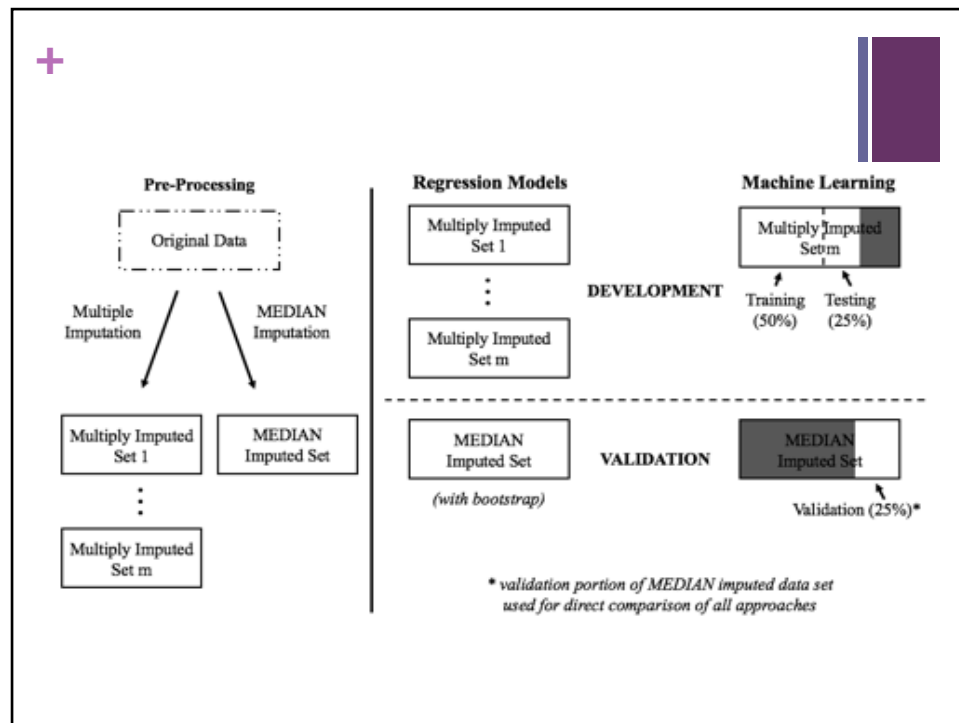 +
Pre-Processing
Original Data
Multiple
Imputation
MEDIAN
Imputation
Multiply Imputed
Set 1
MEDIAN
Imputed Set
Multiply Imputed
Set m
Regression Models
Multiply Imputed
Set 1
Multiply Imputed
Set m
DEVELOPMENT
MEDIAN
Imputed Set
(with bootstrap)
VALIDATION
Machine Learning
Multiply Imputed
Set m
Training
(50%)
Testing
(25%)
MEDIAN
Imputed Set
Validation (25%)*
* validation portion of MEDIAN imputed data set
used for direct comparison of all approaches